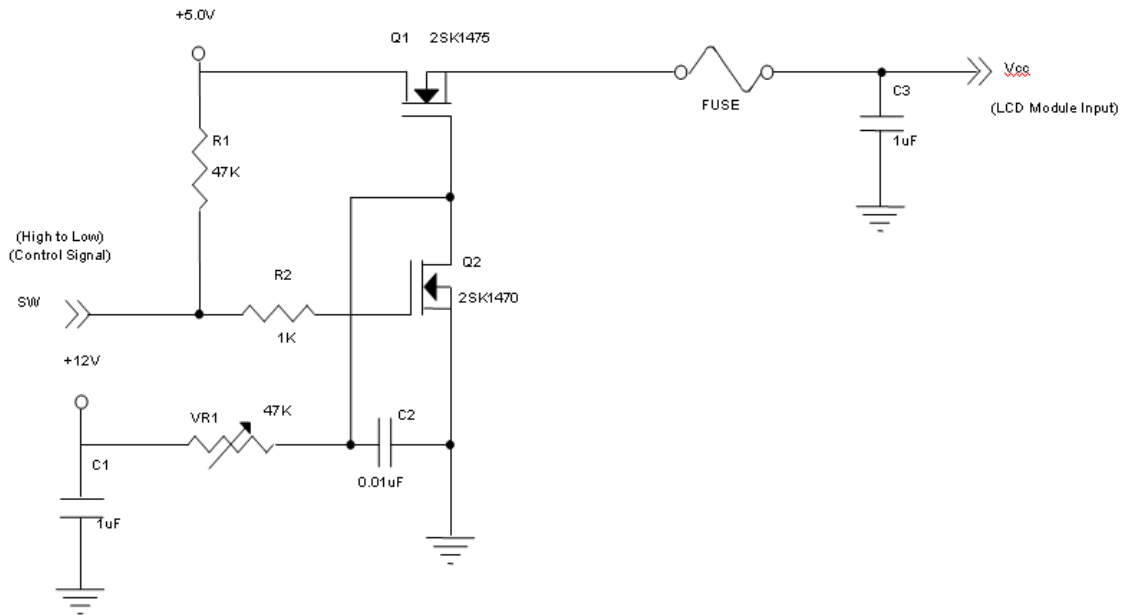 +5.0V
Q1 2SK1475
Vcc
FUSE
C3
(LCD Module Input)
R1
1uF
47K
(High to Low)
(Control Signal)
R2
Q2
SW
2SK1470
1K
+12V
VR1
47K
C2
C1
0.01uF
1uF